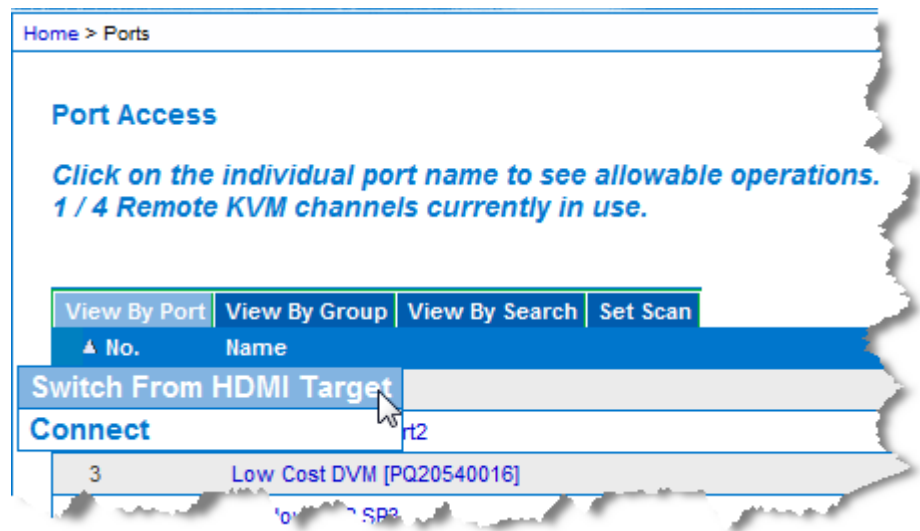 Home > Ports
Port Access
Click on the individual port name to see allowable operations.
1 / 4 Remote KVM channels currently in use.
View By Port View By Group View By Search Set Scan
No. Name
Switch From HDMI Target
Connect
3 Low Cost DVM [PQ20540016]